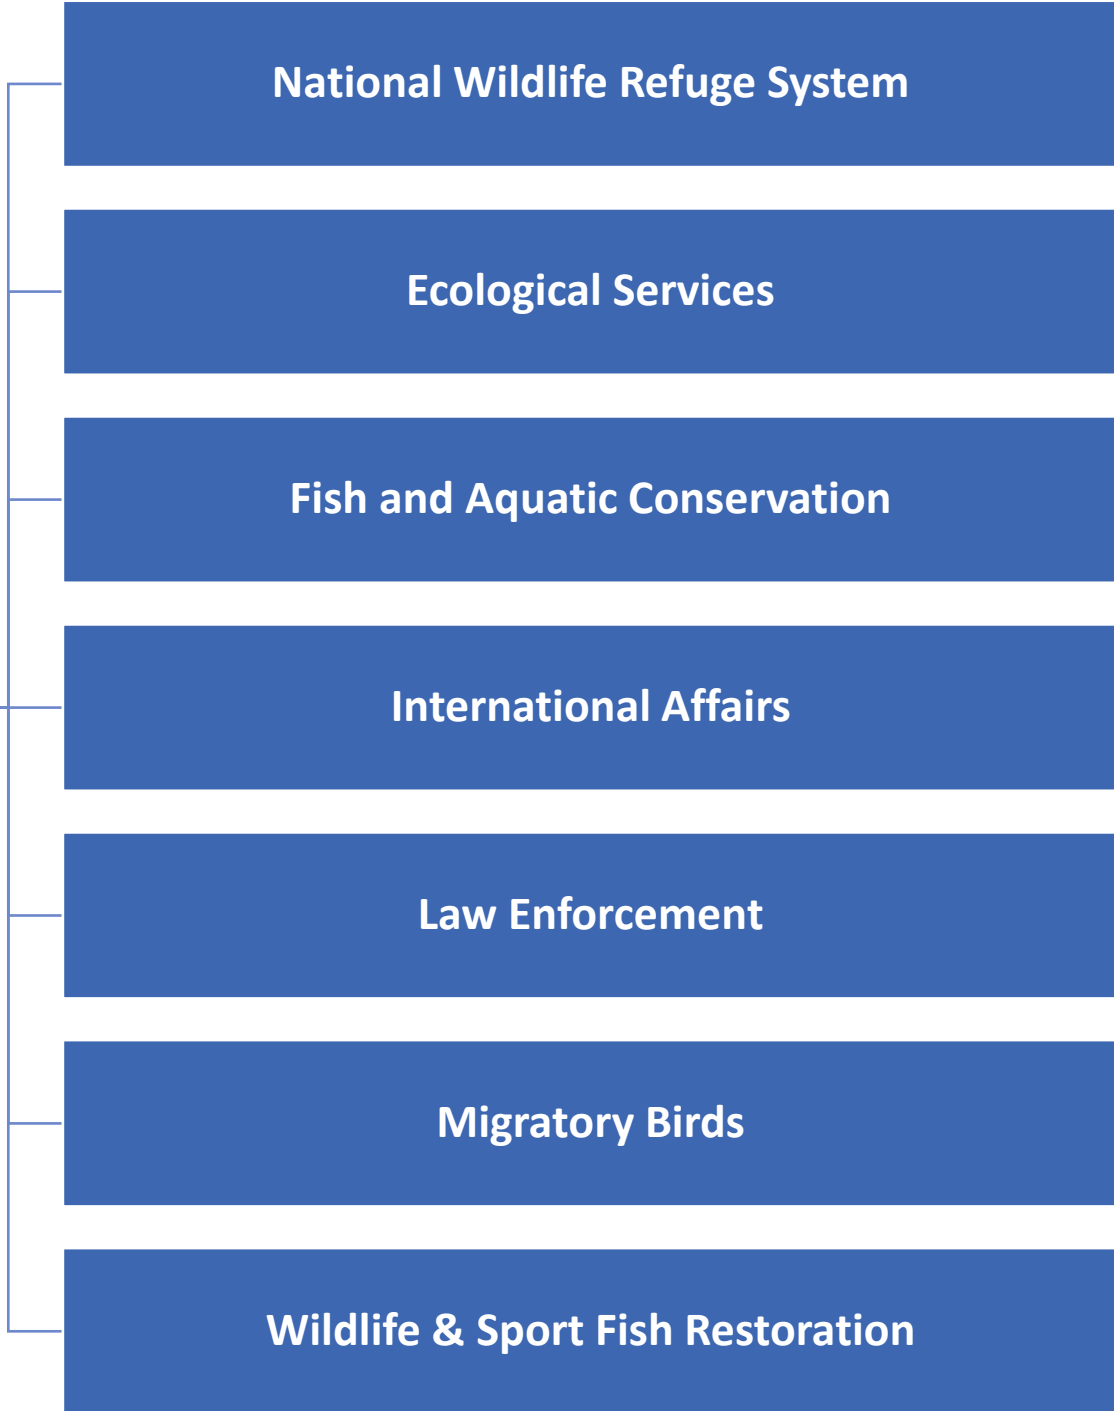 National Wildlife Refuge System
Ecological Services
Fish and Aquatic Conservation
International Affairs
Law Enforcement
Migratory Birds
Wildlife & Sport Fish Restoration